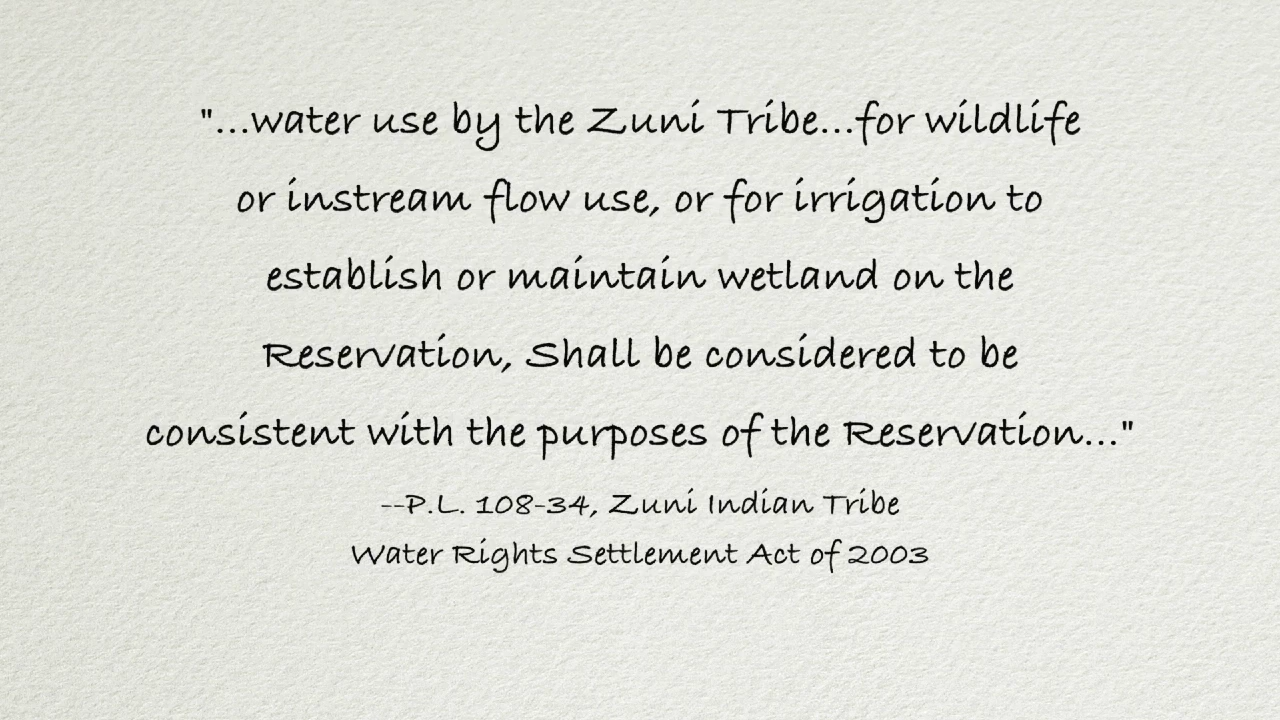 "...water use by the Zuni Tribe...for wildlife
or instream flow use, or for irrigation to
establish or maintain wetland on the
Reservation, Shall be considered to be
consistent with the purposes of the Reservation..."
--P.L. 108-34, Zuni Indian Tribe
Water Rights Settlement Act of 2003